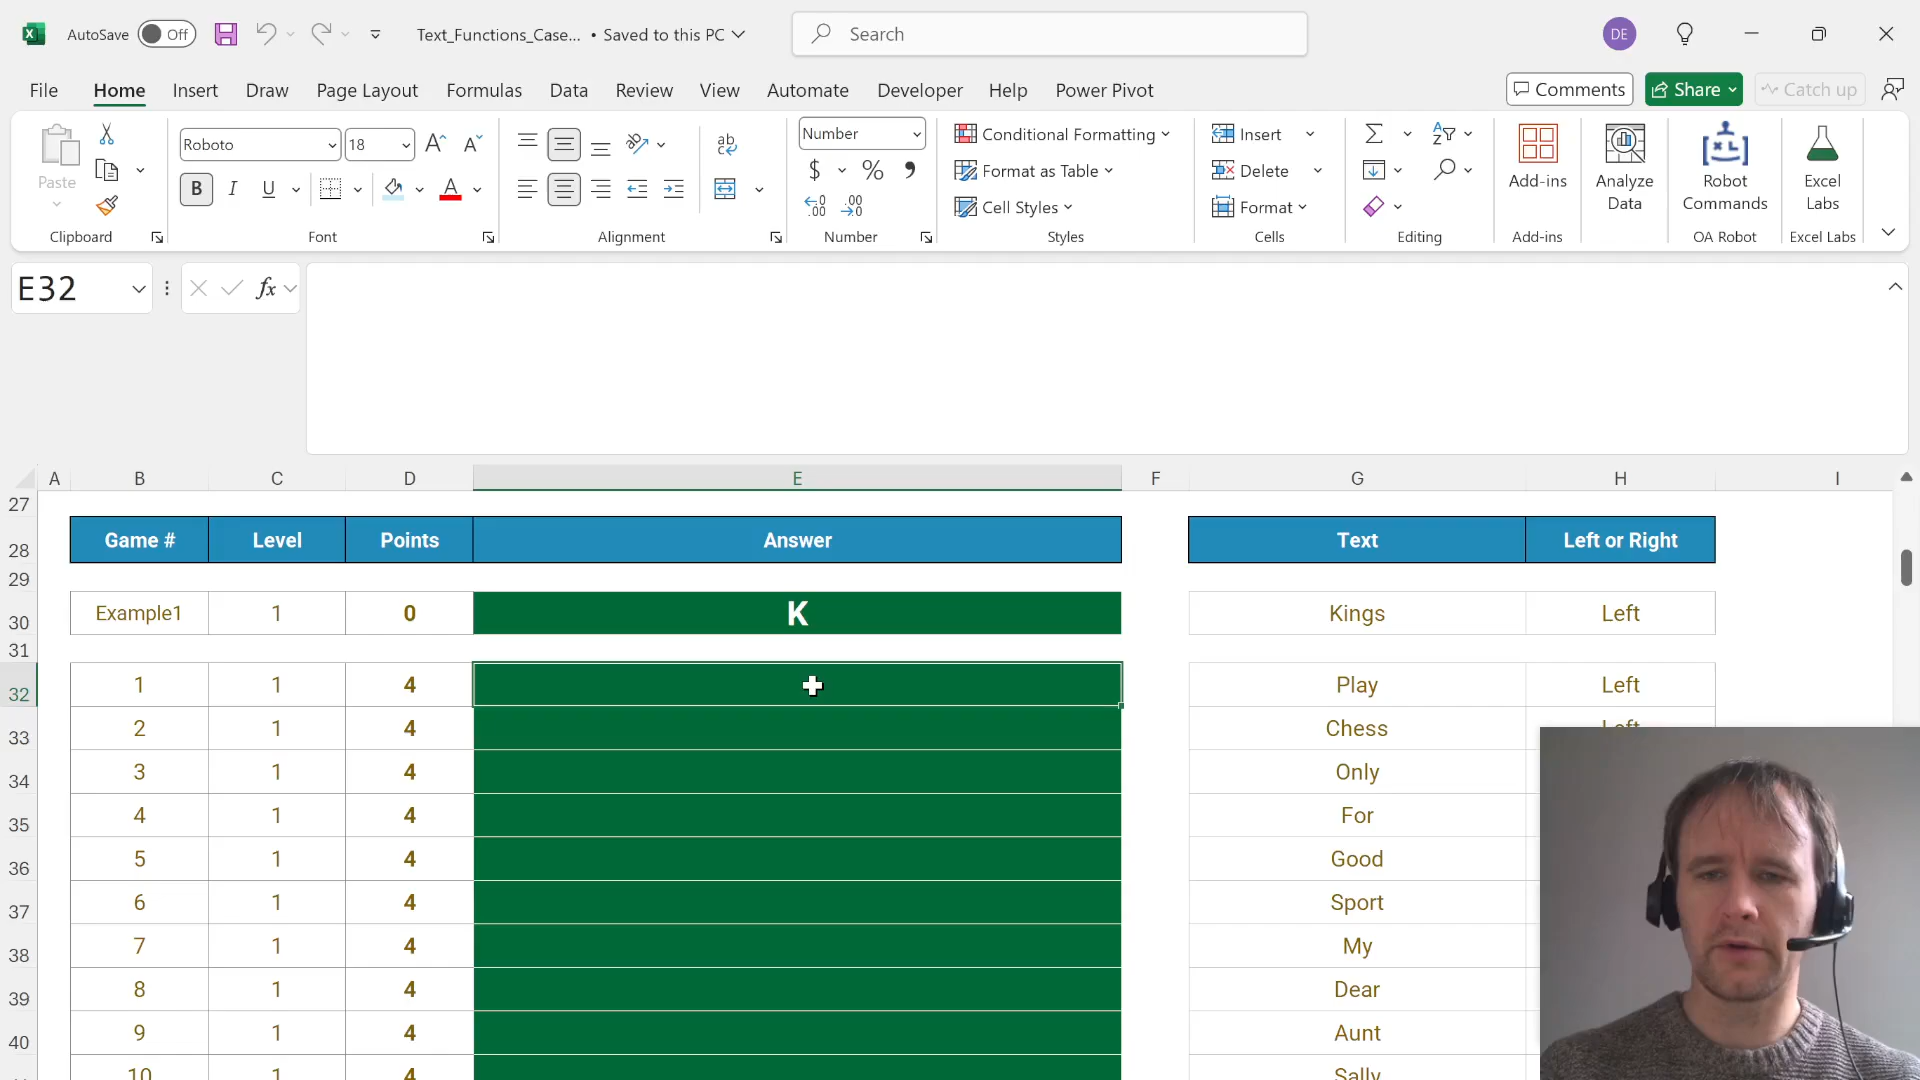 AutoSave Off Text_Functions_Case... • Saved to this PC Search DE
File Home Insert Draw Page Layout Formulas Data Review View Automate Developer Help Power Pivot Comments Share Catch up
Paste
Clipboard
Roboto 18
B I U A
Font
ab
Alignment
Number
$ % 9
.00
Number
Conditional Formatting
Format as Table
Cell Styles
Styles
Insert
Delete
Format
Cells
Editing
Add-ins
Add-ins
Analyze
Data
Robot
Commands
OA Robot
Excel
Labs
Excel Labs
E32 fx
A B C D E F G H I
27
28 Game # Level Points Answer Text Left or Right
29
30 Example1 1 0 K Kings Left
31
32 1 1 4 Play Left
33 2 1 4 Chess Left
34 3 1 4 Only
35 4 1 4 For
36 5 1 4 Good
37 6 1 4 Sport
38 7 1 4 My
39 8 1 4 Dear
40 9 1 4 Aunt
10 1 4 Sally